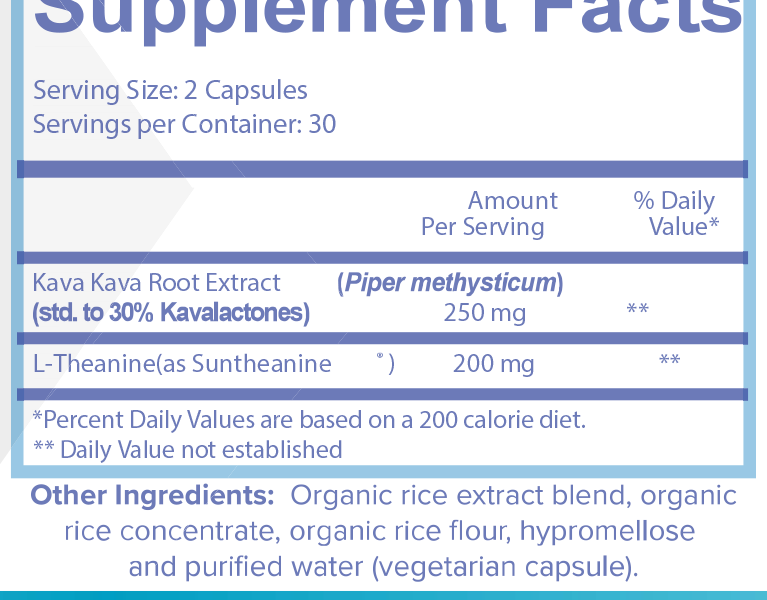 Supplement Facts
Serving Size: 2 Capsules
Servings per Container: 30
Amount % Daily
Per Serving Value*
Kava Kava Root Extract (Piper methysticum)
(std. to 30% Kavalactones) 250 mg **
L-Theanine(as Suntheanine ® ) 200 mg **
*Percent Daily Values are based on a 200 calorie diet.
** Daily Value not established
Other Ingredients: Organic rice extract blend, organic
rice concentrate, organic rice flour, hypromellose
and purified water (vegetarian capsule).